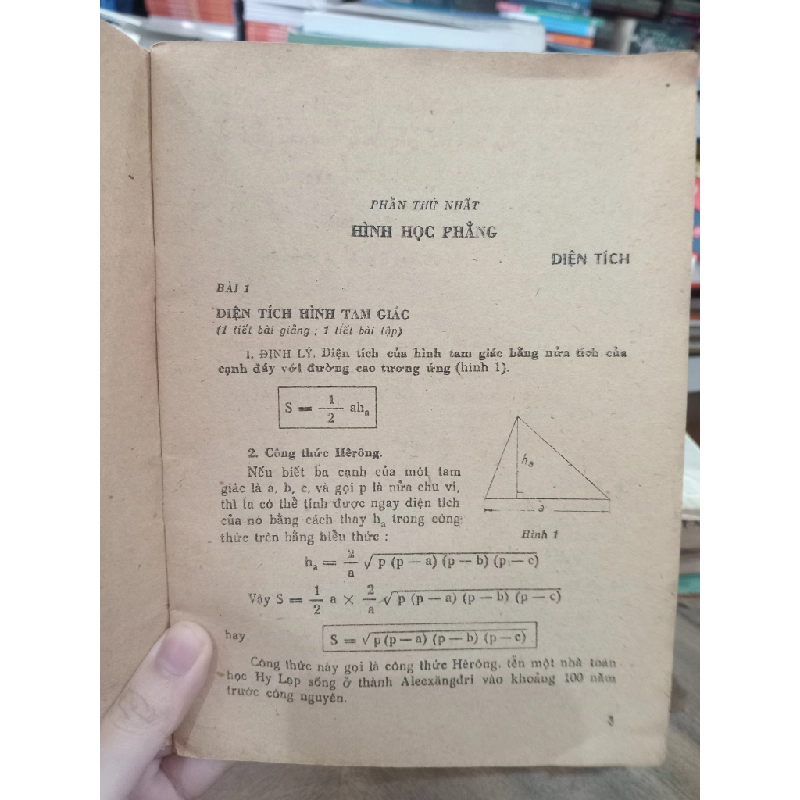 PHẦN THỨ NHẤT
HÌNH HỌC PHẲNG
DIỆN TÍCH
BÀI 1
DIỆN TÍCH HÌNH TAM GIÁC
(1 tiết bài giảng ; 1 tiết bài tập)
1. ĐỊNH LÝ. Diện tích của hình tam giác bằng nửa tích của
cạnh đáy với đường cao tương ứng (hình 1).
S = 1/2 ahₐ
2. Công thức Hêrông.
Nếu biết ba cạnh của một tam
giác là a, b, c, và gọi p là nửa chu vi,
thì ta có thể tính được ngay diện tích
của nó bằng cách thay hₐ trong công
thức trên bằng biểu thức :
hₐ
a
Hình 1
hₐ = 2/a √p (p — a) (p — b) (p — c)
Vậy S = 1/2 a × 2/a √p (p — a) (p — b) (p — c)
hay S = √p (p — a) (p — b) (p — c)
Công thức này gọi là công thức Hêrông, tên một nhà toán
học Hy Lạp sống ở thành Alecxăngđri vào khoảng 100 năm
trước công nguyên.
3